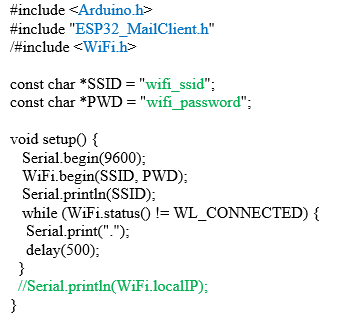 #include <Arduino.h>
#include "ESP32_MailClient.h"
/#include <WiFi.h>
const char *SSID = "wifi_ssid";
const char *PWD = "wifi_password";
void setup() {
Serial.begin(9600);
WiFi.begin(SSID, PWD);
Serial.println(SSID);
while (WiFi.status() != WL_CONNECTED) {
Serial.print(".");
delay(500);
}
//Serial.println(WiFi.localIP);
}